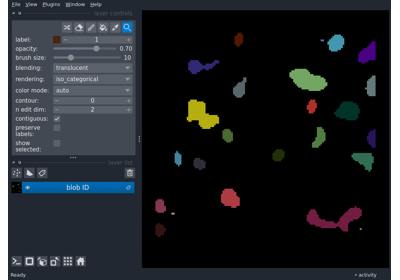 File View Plugins Window Help
layer controls
label: 1
opacity: 0.70
brush size: 10
blending: translucent
rendering: iso_categorical
color mode: auto
contour: 0
n edit dim: 2
contiguous:
preserve
labels:
show
selected:
layer list
blob ID
Ready
activity